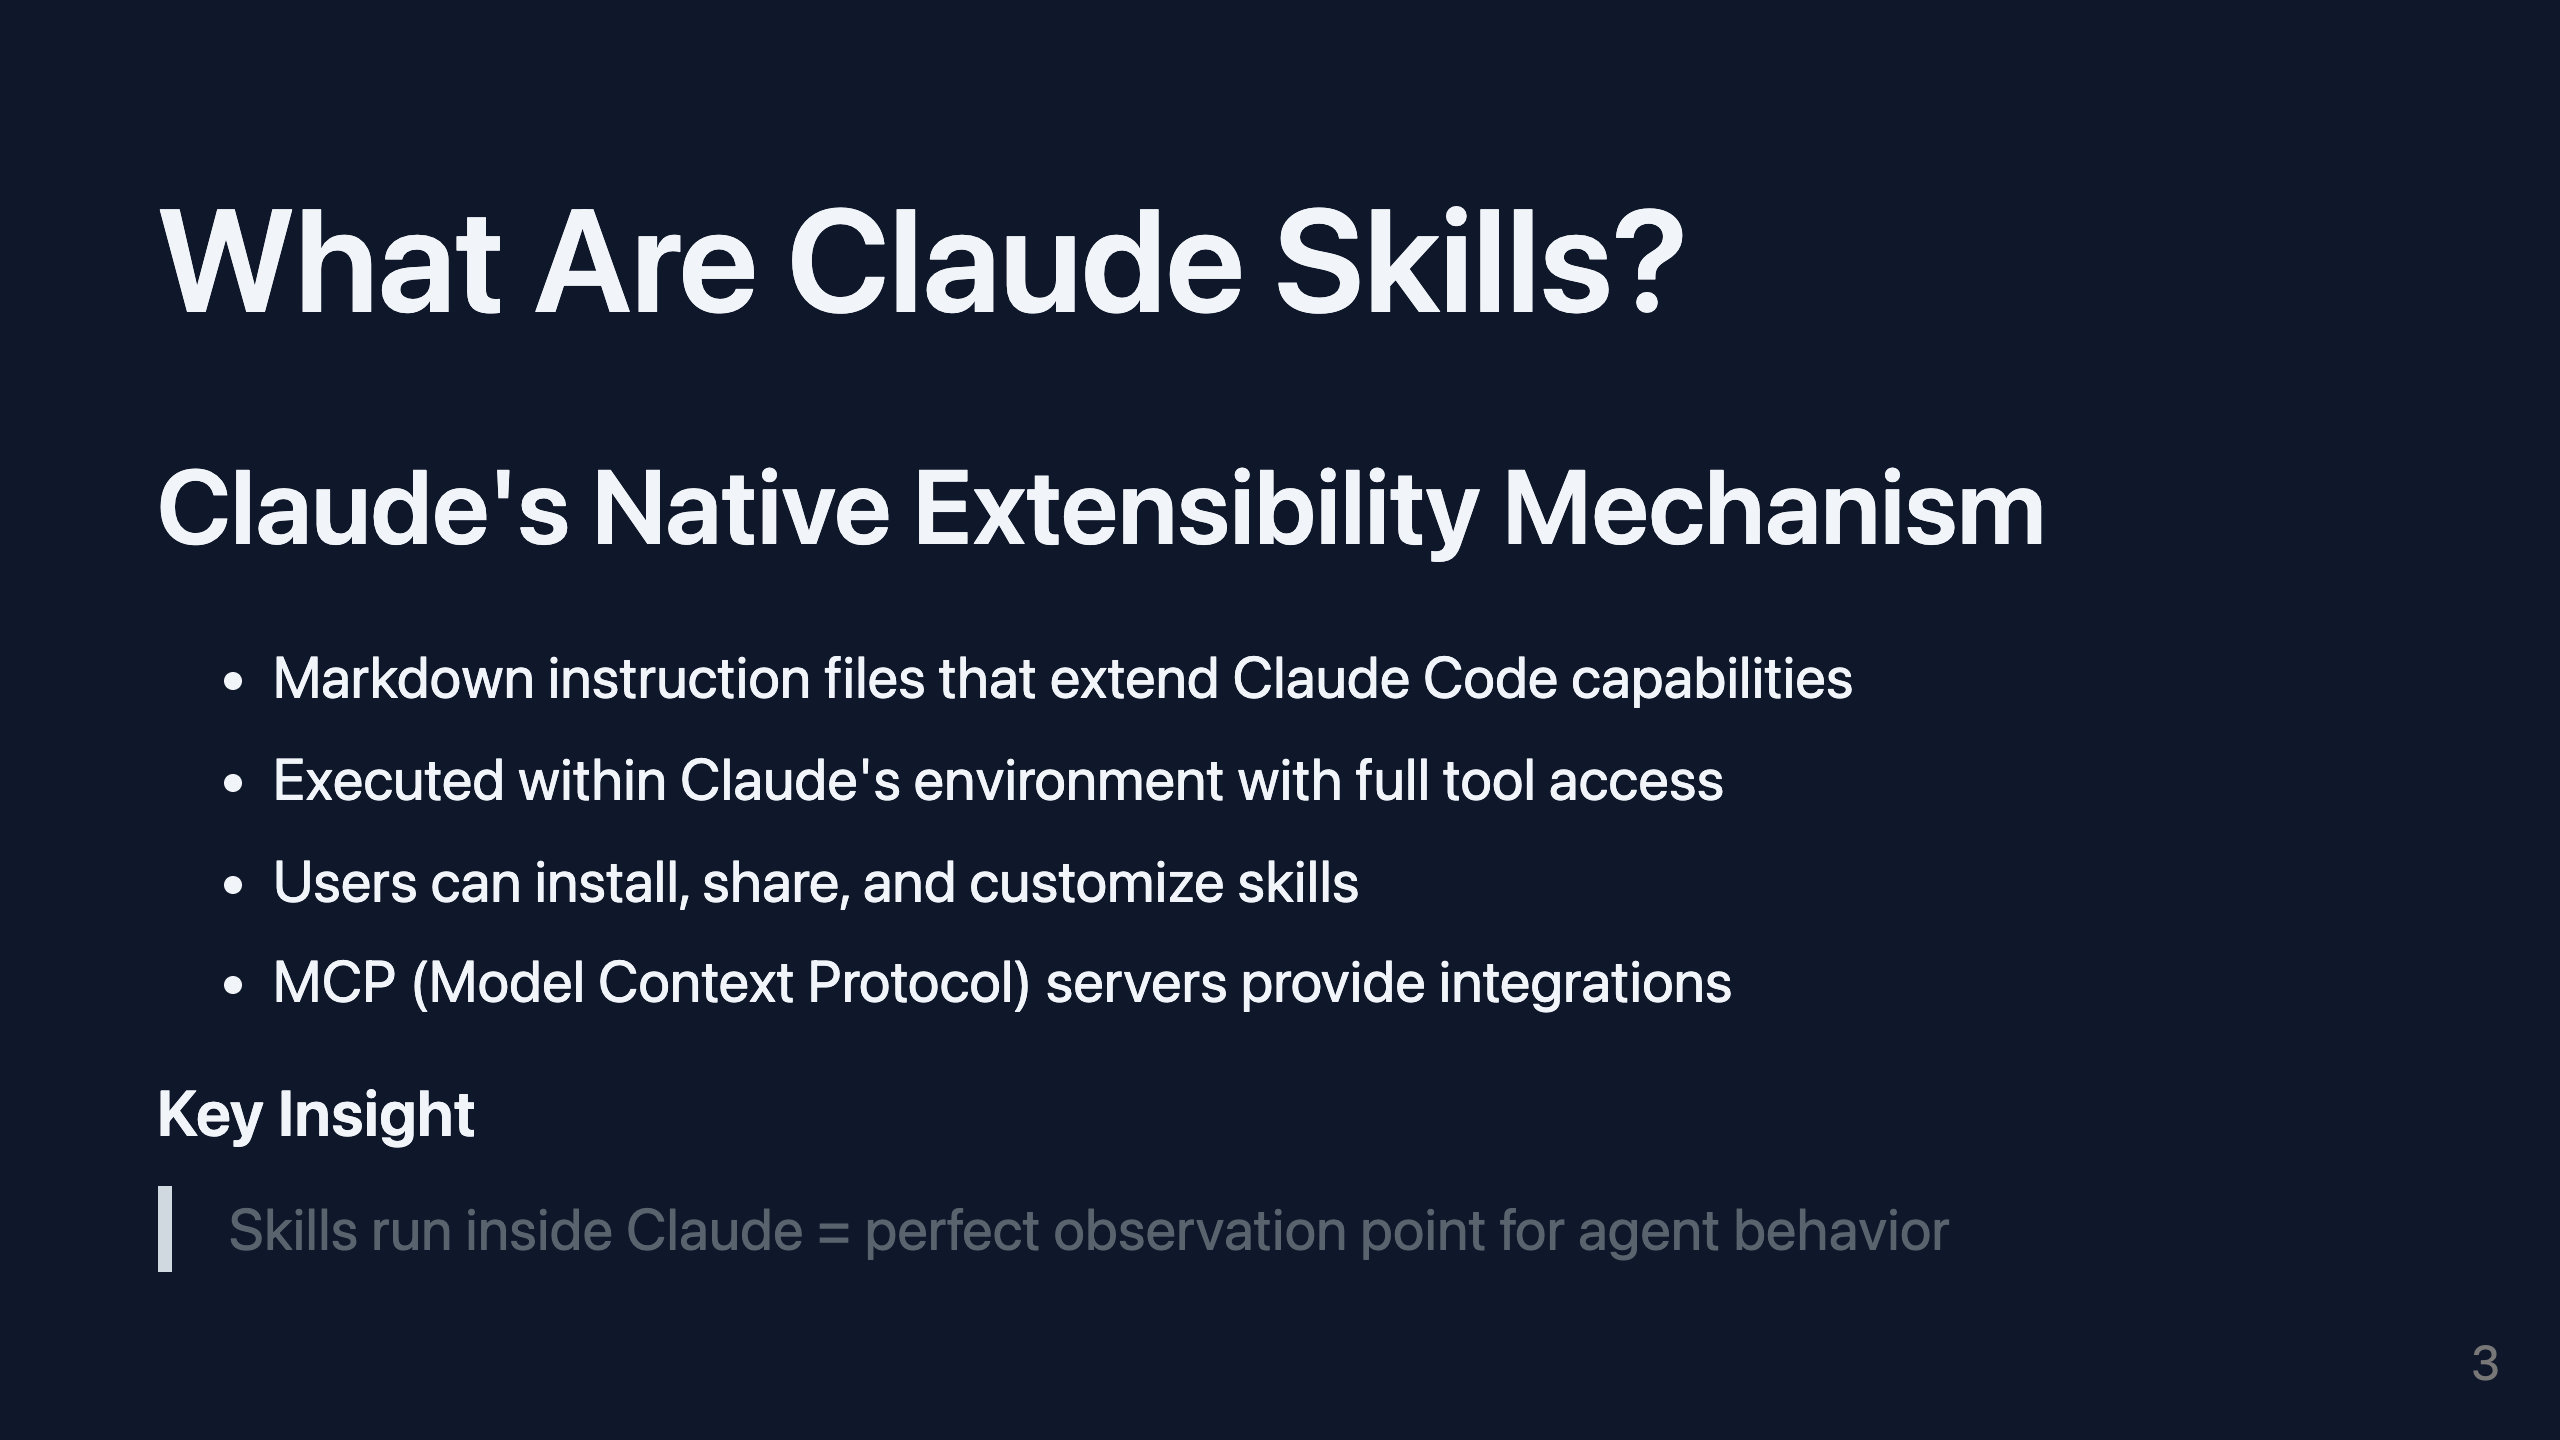 What Are Claude Skills?
Claude's Native Extensibility Mechanism
• Markdown instruction files that extend Claude Code capabilities
• Executed within Claude's environment with full tool access
• Users can install, share, and customize skills
• MCP (Model Context Protocol) servers provide integrations
Key Insight
Skills run inside Claude = perfect observation point for agent behavior
3